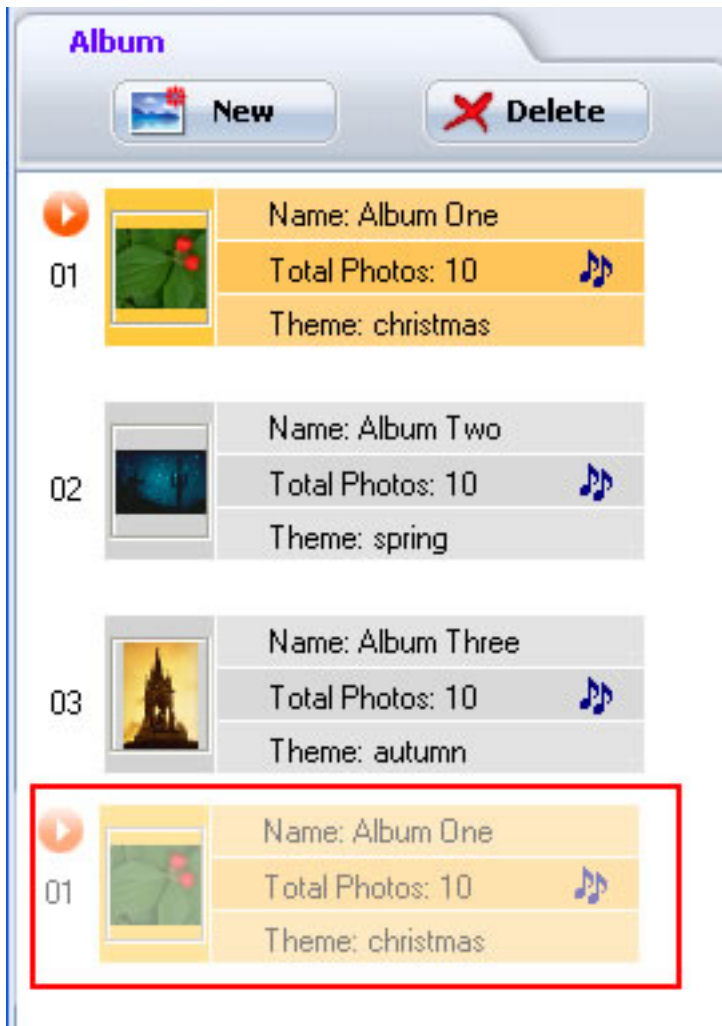 Album
New Delete
Name: Album One
01 Total Photos: 10
Theme: christmas
Name: Album Two
02 Total Photos: 10
Theme: spring
Name: Album Three
03 Total Photos: 10
Theme: autumn
Name: Album One
01 Total Photos: 10
Theme: christmas